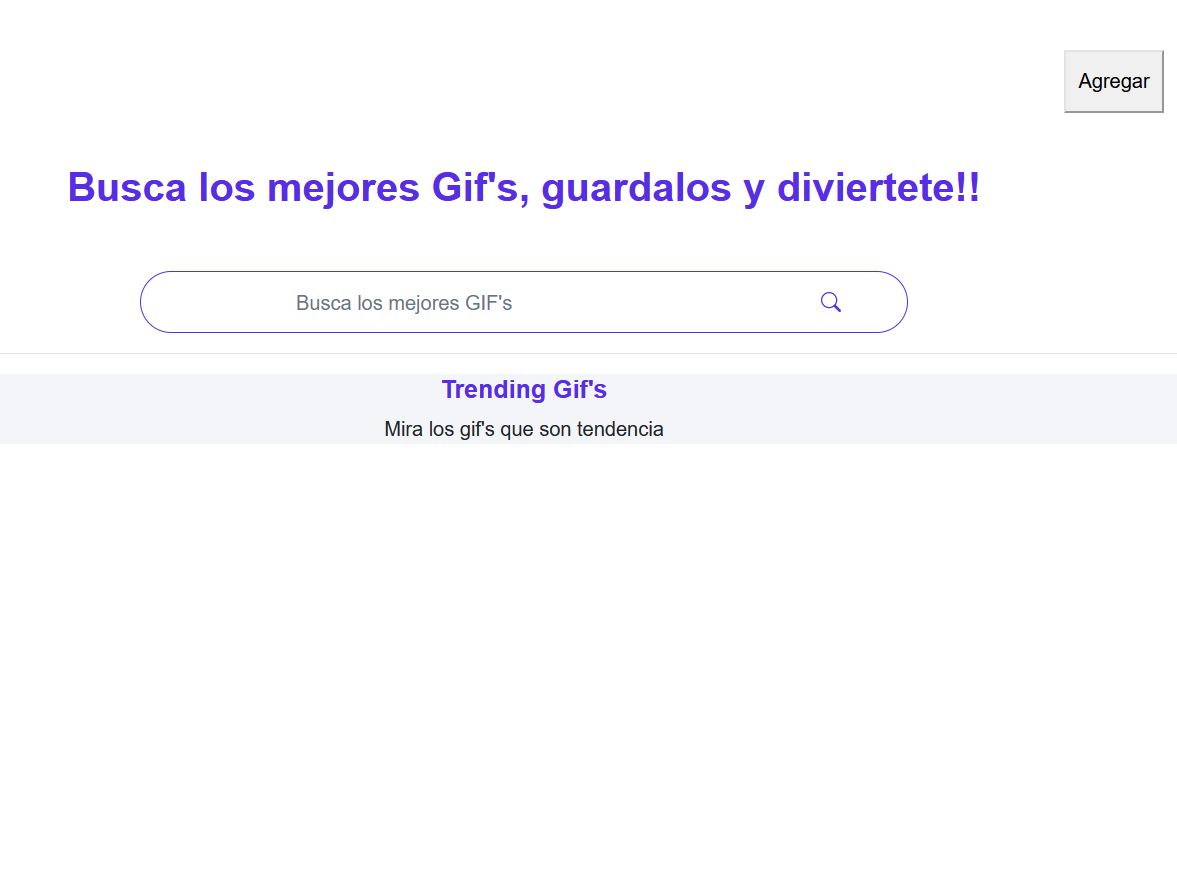 Agregar
Busca los mejores Gif's, guardalos y diviertete!!
Busca los mejores GIF's
Trending Gif's
Mira los gif's que son tendencia